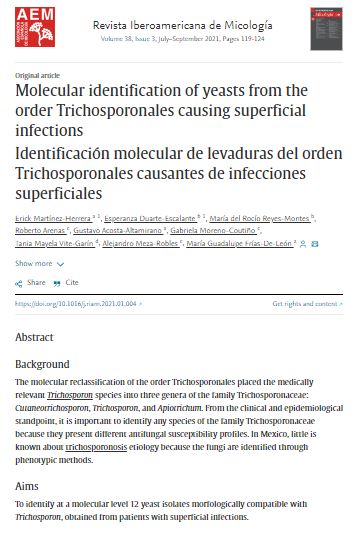 AEM
Revista Iberoamericana de Micología
Volume 38, Issue 3, July–September 2021, Pages 119-124
Original article
Molecular identification of yeasts from the
order Trichosporonales causing superficial
infections
Identificación molecular de levaduras del orden
Trichosporonales causantes de infecciones
superficiales
Erick Martínez-Herrera a 1, Esperanza Duarte-Escalante b 1, María del Rocío Reyes-Montes b,
Roberto Arenas c, Gustavo Acosta-Altamirano a, Gabriela Moreno-Coutiño c,
Tania Mayela Vite-Garín d, Alejandro Meza-Robles c, María Guadalupe Frías-De-León a
Show more
Share Cite
https://doi.org/10.1016/j.riam.2021.01.004
Get rights and content
Abstract
Background
The molecular reclassification of the order Trichosporonales placed the medically
relevant Trichosporon species into three genera of the family Trichosporonaceae:
Cutaneotrichosporon, Trichosporon, and Apiotrichum. From the clinical and epidemiological
standpoint, it is important to identify any species of the family Trichosporonaceae
because they present different antifungal susceptibility profiles. In Mexico, little is
known about trichosporonosis etiology because the fungi are identified through
phenotypic methods.
Aims
To identify at a molecular level 12 yeast isolates morphologically compatible with
Trichosporon, obtained from patients with superficial infections.